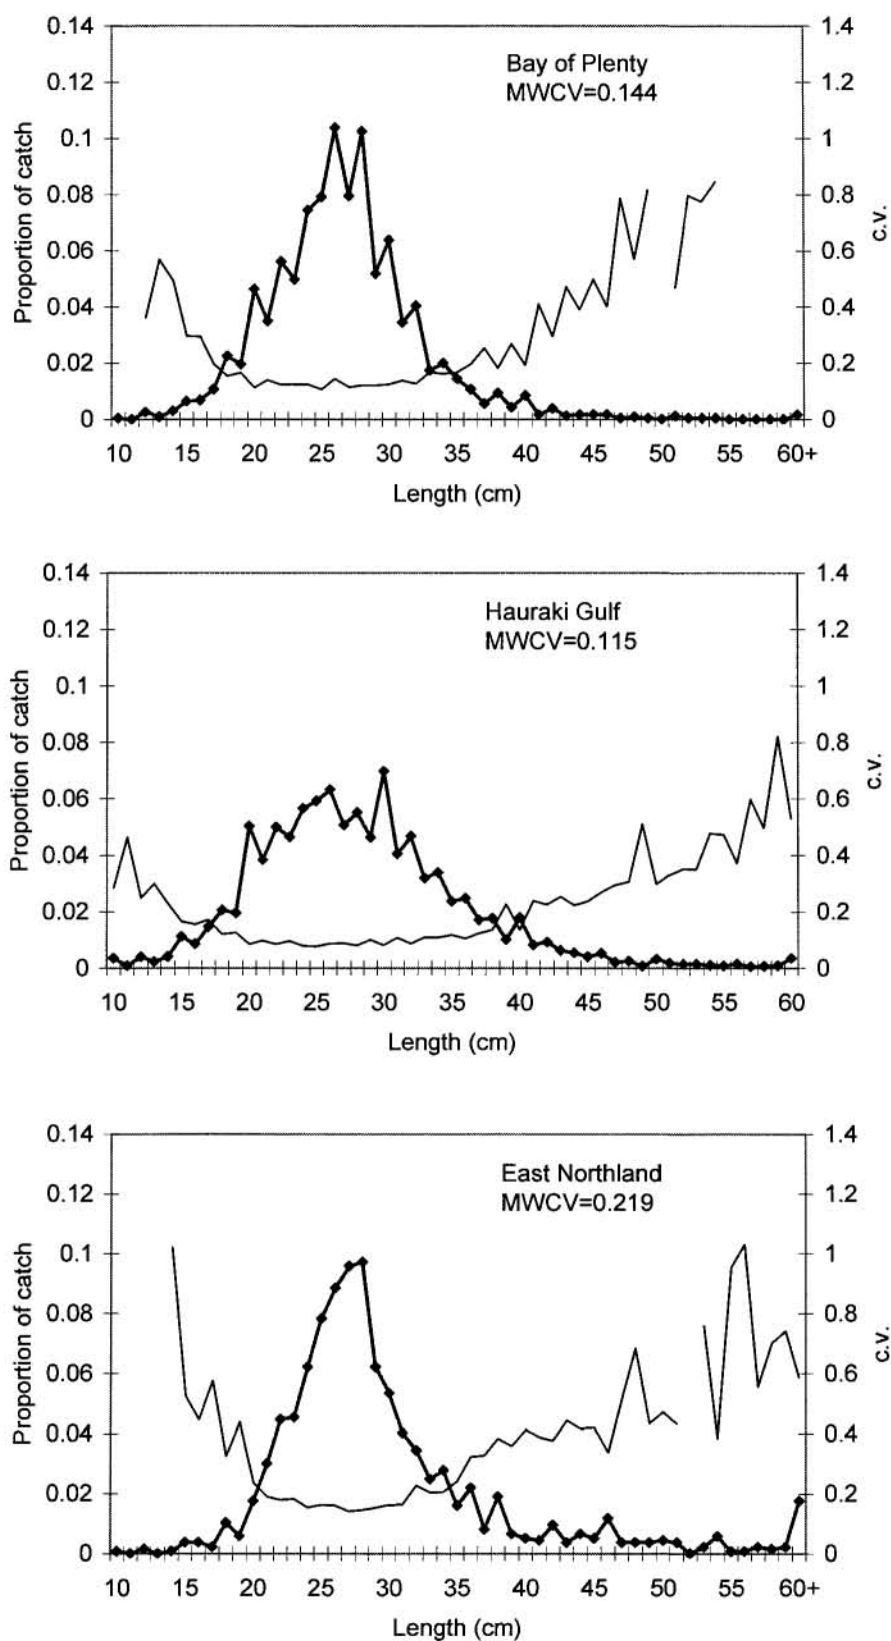 0.14
0.12
0.1
0.08
0.06
0.04
0.02
0
Proportion of catch
Bay of Plenty
MWCV=0.144
1.4
1.2
1
0.8
0.6
0.4
0.2
0
c.v.
10 15 20 25 30 35 40 45 50 55 60+
Length (cm)
0.14
0.12
0.1
0.08
0.06
0.04
0.02
0
Proportion of catch
Hauraki Gulf
MWCV=0.115
1.4
1.2
1
0.8
0.6
0.4
0.2
0
c.v.
10 15 20 25 30 35 40 45 50 55 60
Length (cm)
0.14
0.12
0.1
0.08
0.06
0.04
0.02
0
Proportion of catch
East Northland
MWCV=0.219
1.4
1.2
1
0.8
0.6
0.4
0.2
0
c.v.
10 15 20 25 30 35 40 45 50 55 60+
Length (cm)